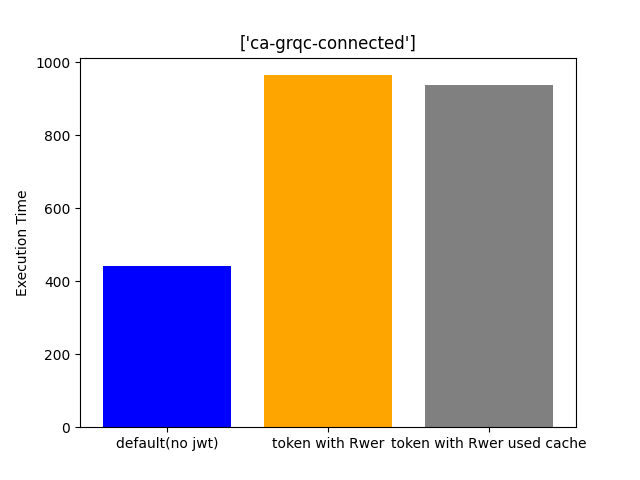 ['ca-grqc-connected']
1000
800
600
400
200
0
Execution Time
default(no jwt)
token with Rwer
token with Rwer used cache